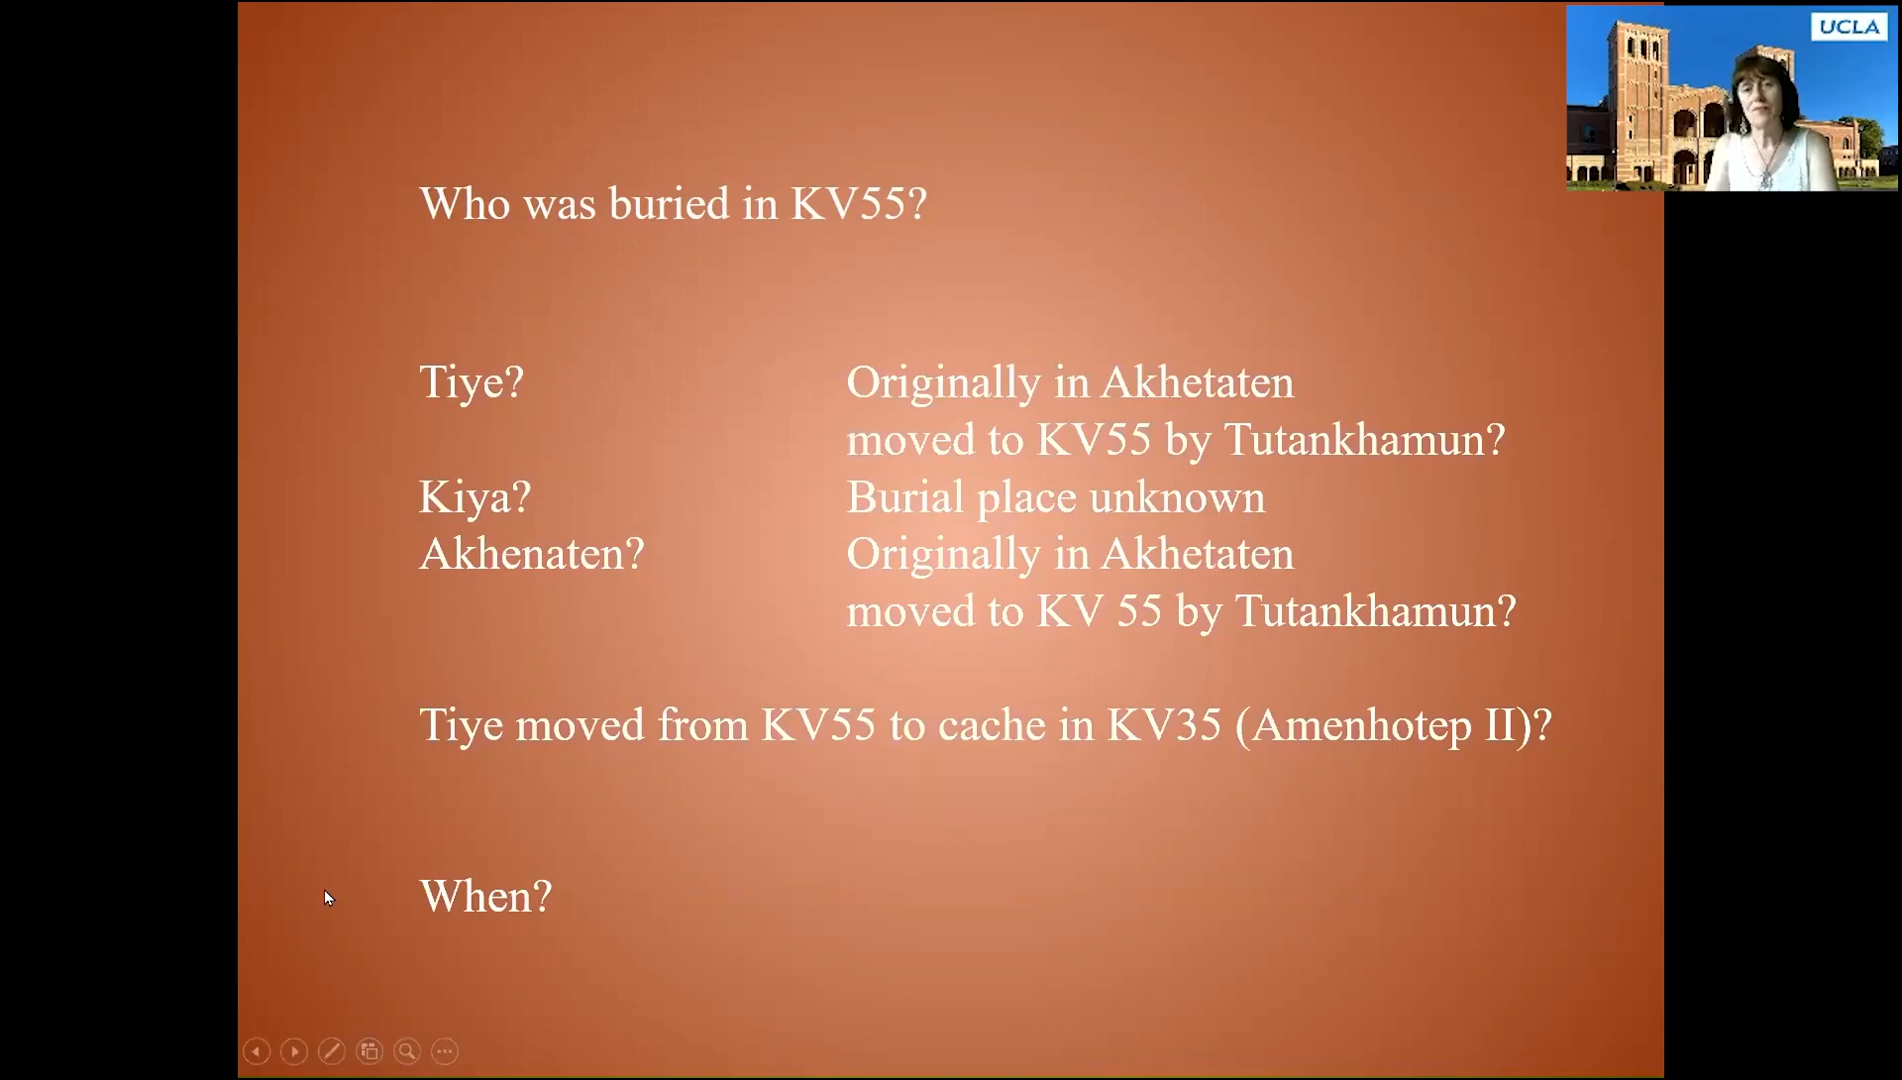 UCLA
Who was buried in KV55?
Tiye? Originally in Akhetaten
moved to KV55 by Tutankhamun?
Kiya? Burial place unknown
Akhenaten? Originally in Akhetaten
moved to KV 55 by Tutankhamun?
Tiye moved from KV55 to cache in KV35 (Amenhotep II)?
When?